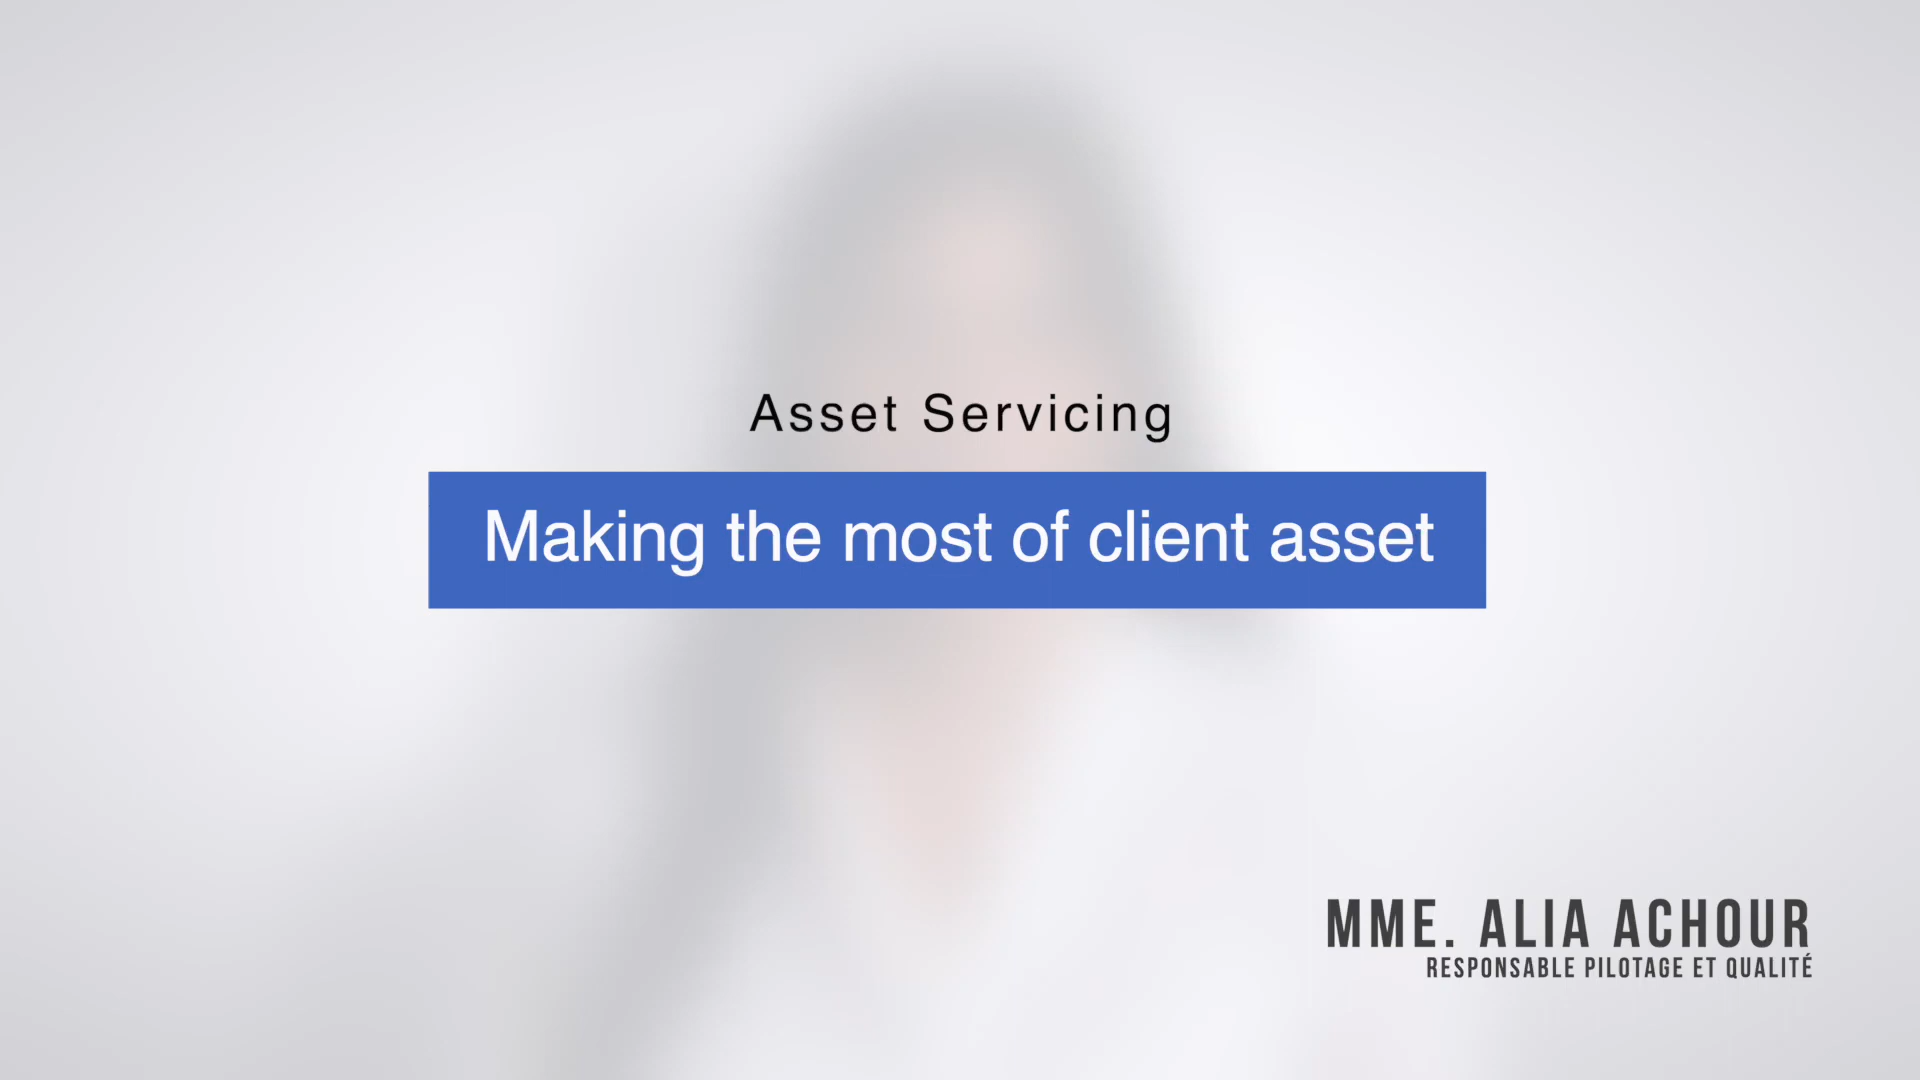 Asset Servicing
Making the most of client asset
MME. ALIA ACHOUR
RESPONSABLE PILOTAGE ET QUALITÉ